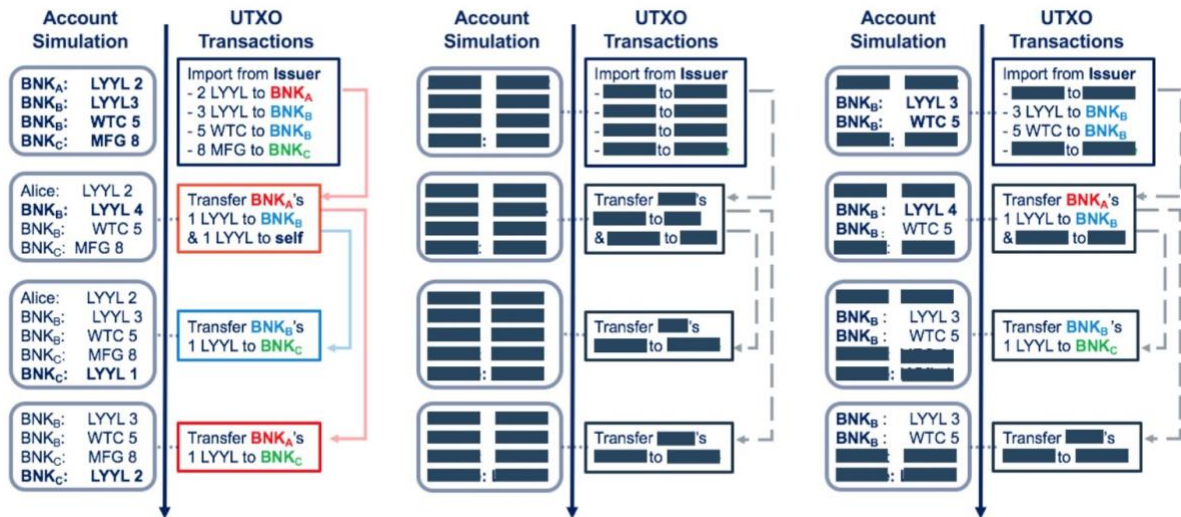 Account
Simulation
UTXO
Transactions
BNKA: LYYL 2
BNKB: LYYL3
BNKB: WTC 5
BNKC: MFG 8
Import from Issuer
- 2 LYYL to BNKA
- 3 LYYL to BNKB
- 5 WTC to BNKB
- 8 MFG to BNKC
Alice: LYYL 2
BNKB: LYYL 4
BNKB: WTC 5
BNKC: MFG 8
Transfer BNKA's
1 LYYL to BNKB
& 1 LYYL to self
Alice: LYYL 2
BNKB: LYYL 3
BNKB: WTC 5
BNKC: MFG 8
BNKC: LYYL 1
Transfer BNKB's
1 LYYL to BNKC
BNKB: LYYL 3
BNKB: WTC 5
BNKC: MFG 8
BNKC: LYYL 2
Transfer BNKA's
1 LYYL to BNKC
Account
Simulation
UTXO
Transactions
Import from Issuer
- to
- to
- to
- to
Transfer 's
to
& to
Transfer 's
to
Transfer 's
to
Account
Simulation
UTXO
Transactions
BNKB: LYYL 3
BNKB: WTC 5
Import from Issuer
- to
- 3 LYYL to BNKB
- 5 WTC to BNKB
- to
BNKB: LYYL 4
BNKB: WTC 5
Transfer BNKA's
1 LYYL to BNKB
& to
BNKB: LYYL 3
BNKB: WTC 5
Transfer BNKB's
1 LYYL to BNKC
BNKB: LYYL 3
BNKB: WTC 5
Transfer 's
to